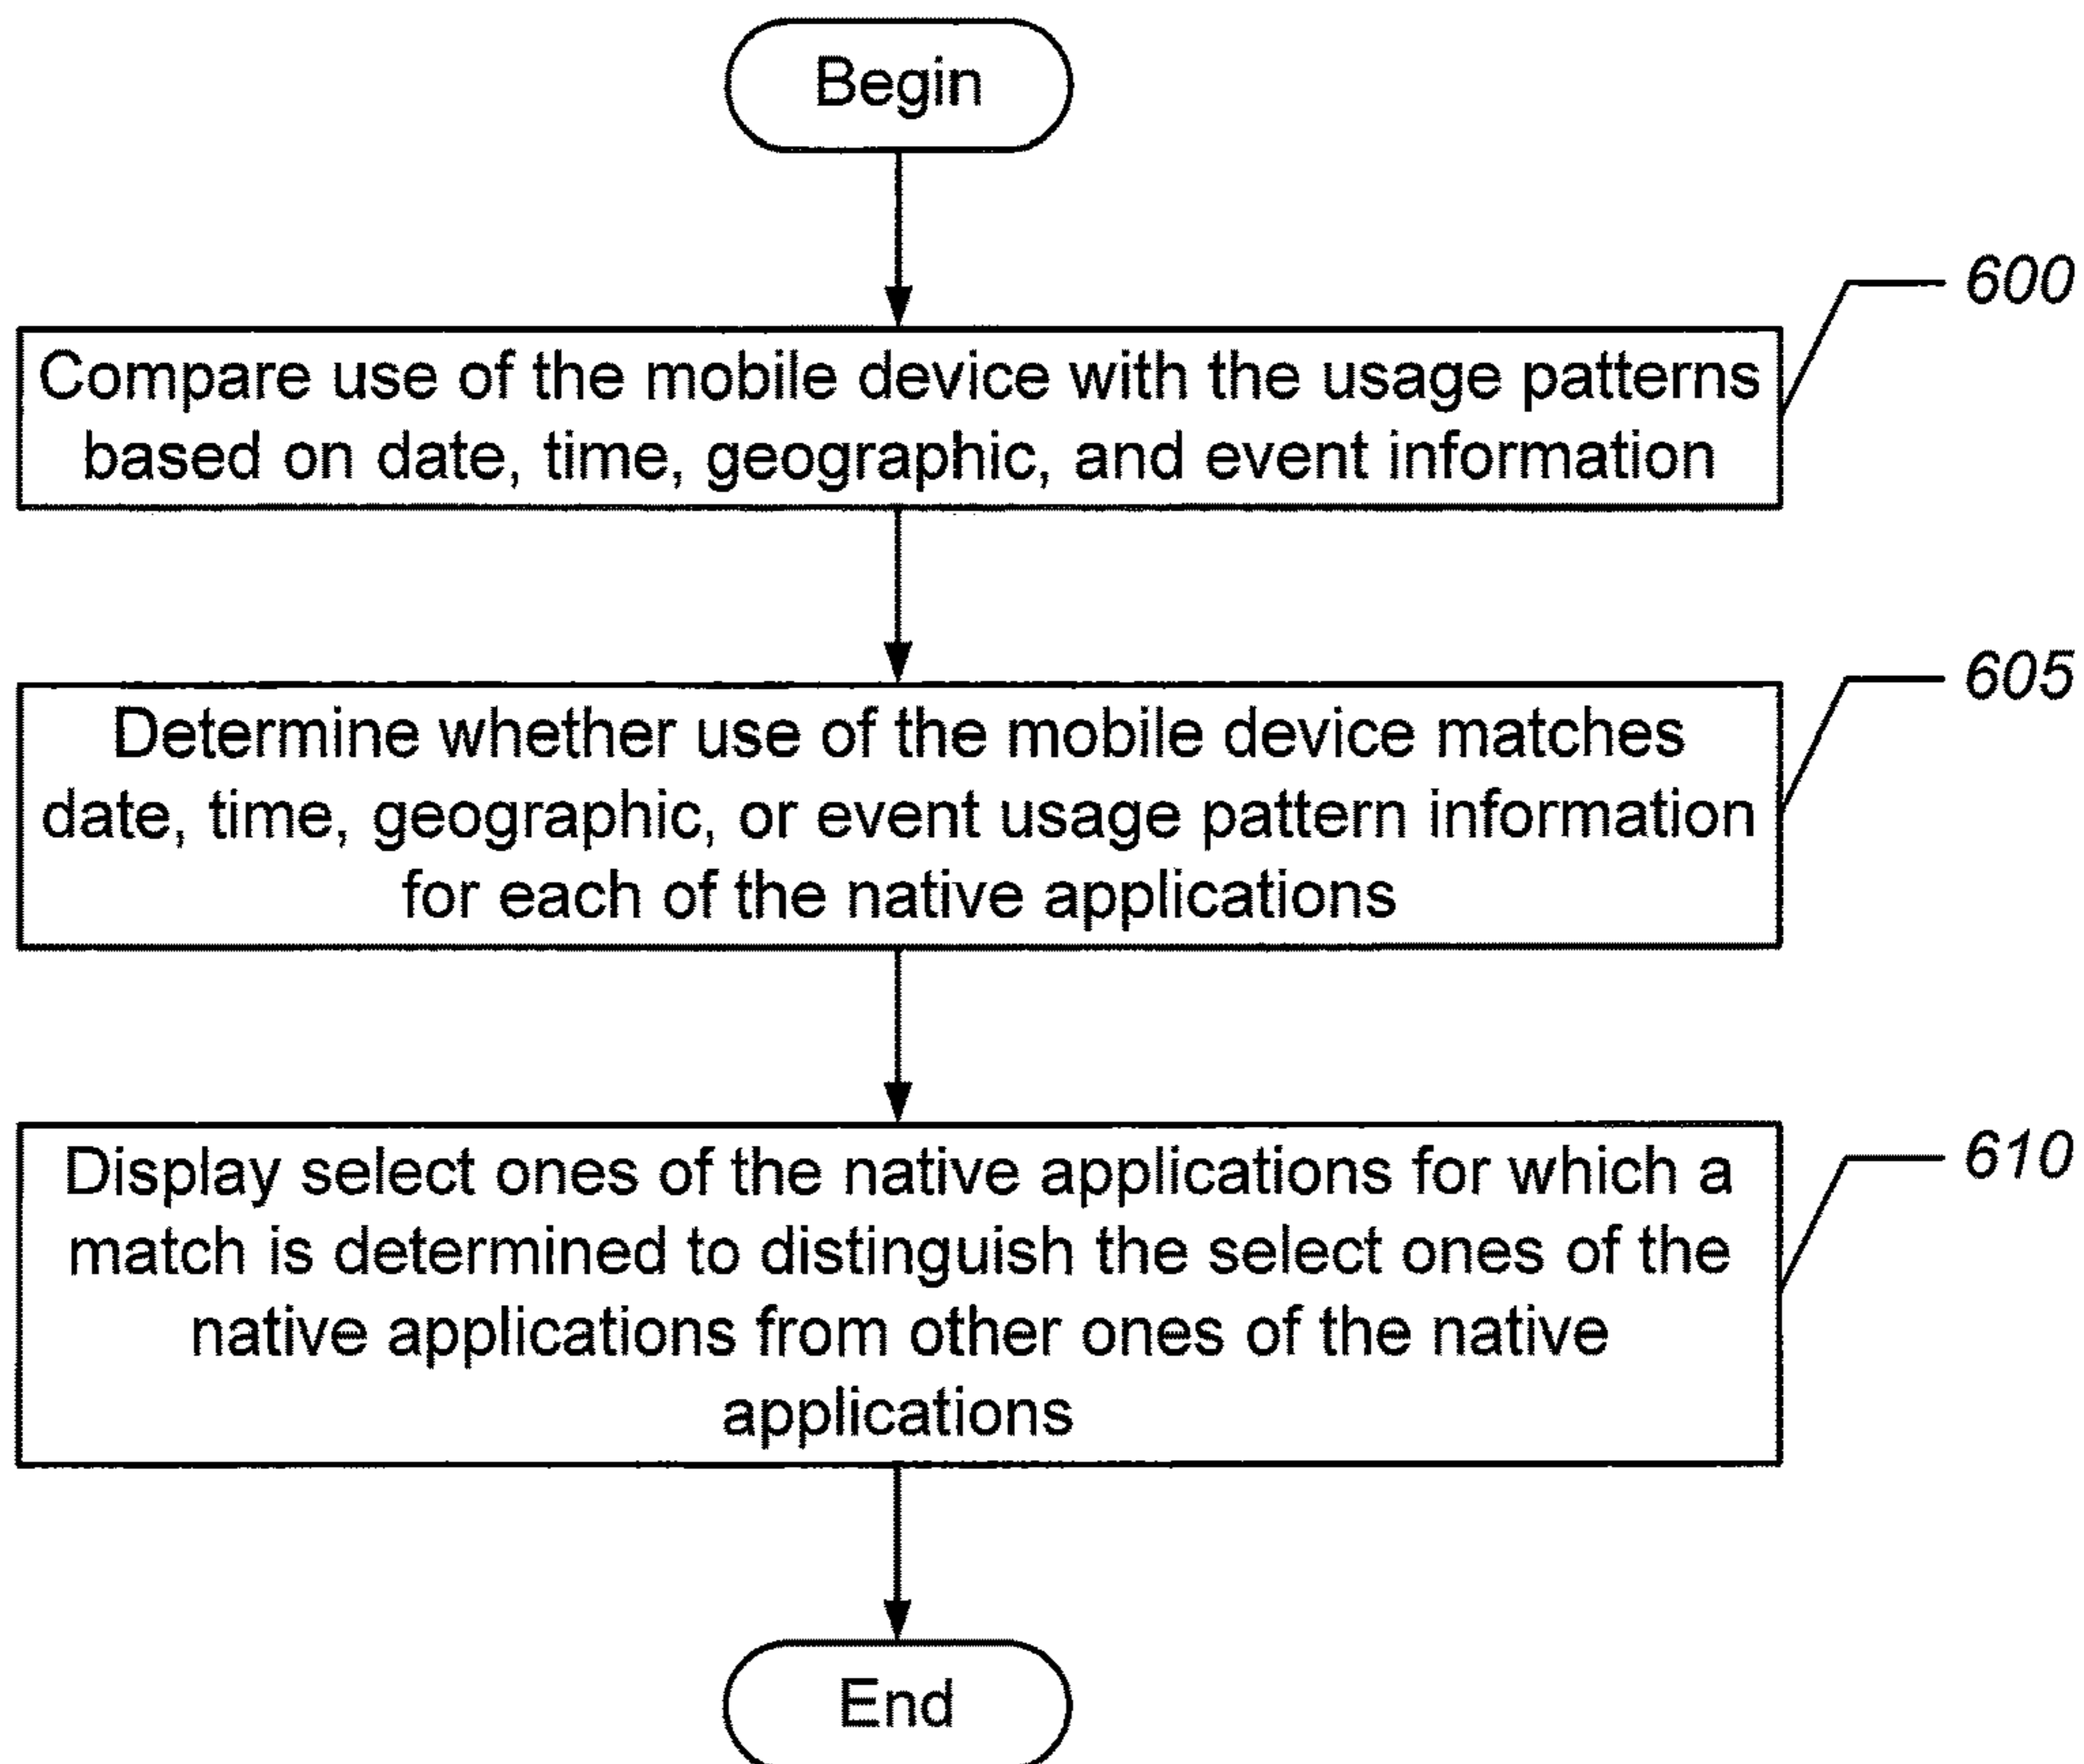 Begin
600
Compare use of the mobile device with the usage patterns
based on date, time, geographic, and event information
605
Determine whether use of the mobile device matches
date, time, geographic, or event usage pattern information
for each of the native applications
610
Display select ones of the native applications for which a
match is determined to distinguish the select ones of the
native applications from other ones of the native
applications
End